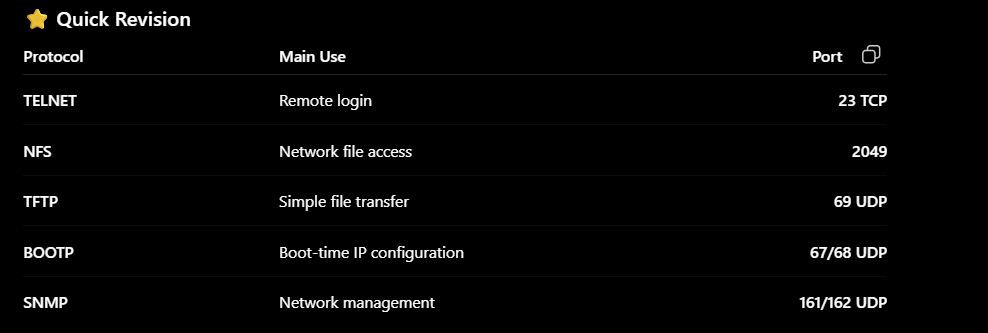 ⭐ Quick Revision
Protocol Main Use Port
TELNET Remote login 23 TCP
NFS Network file access 2049
TFTP Simple file transfer 69 UDP
BOOTP Boot-time IP configuration 67/68 UDP
SNMP Network management 161/162 UDP